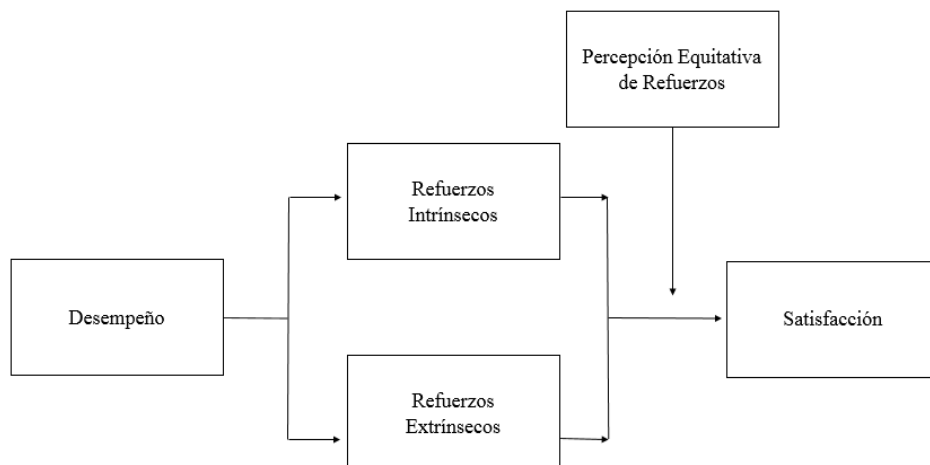 Percepción Equitativa
de Refuerzos
Refuerzos
Intrínsecos
Desempeño
Satisfacción
Refuerzos
Extrínsecos